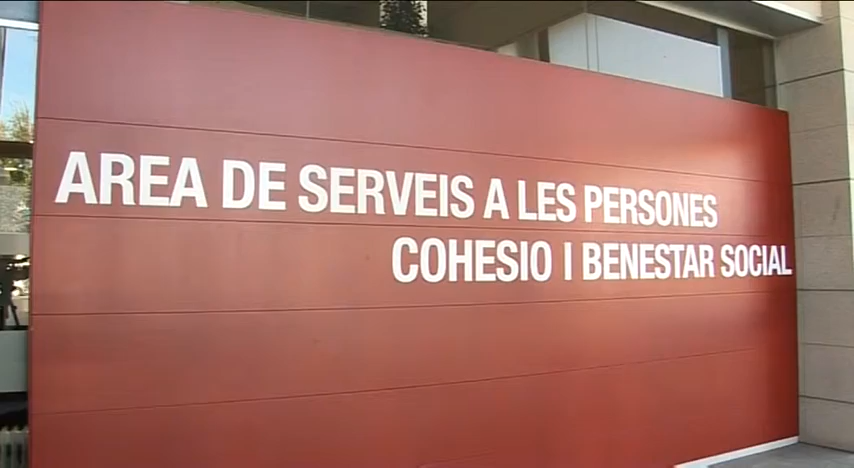 AREA DE SERVEIS A LES PERSONES
COHESIO I BENESTAR SOCIAL